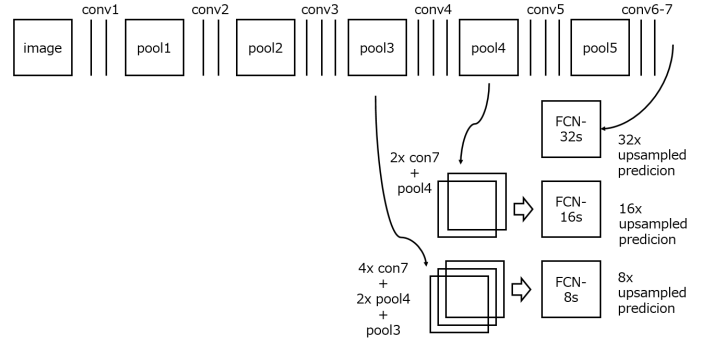 conv1
conv2
conv3
conv4
conv5
conv6-7
image
pool1
pool2
pool3
pool4
pool5
FCN-
32s
32x
upsampled
predicion
2x con7
+
pool4
FCN-
16s
16x
upsampled
predicion
4x con7
+
2x pool4
+
pool3
FCN-
8s
8x
upsampled
predicion